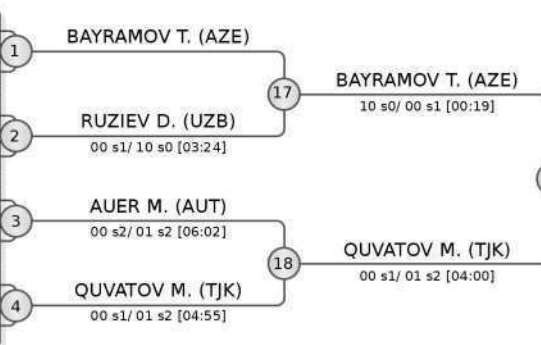 1
BAYRAMOV T. (AZE)
17
BAYRAMOV T. (AZE)
10 s0/ 00 s1 [00:19]
2
RUZIEV D. (UZB)
00 s1/ 10 s0 [03:24]
3
AUER M. (AUT)
00 s2/ 01 s2 [06:02]
18
QUVATOV M. (TJK)
00 s1/ 01 s2 [04:00]
4
QUVATOV M. (TJK)
00 s1/ 01 s2 [04:55]